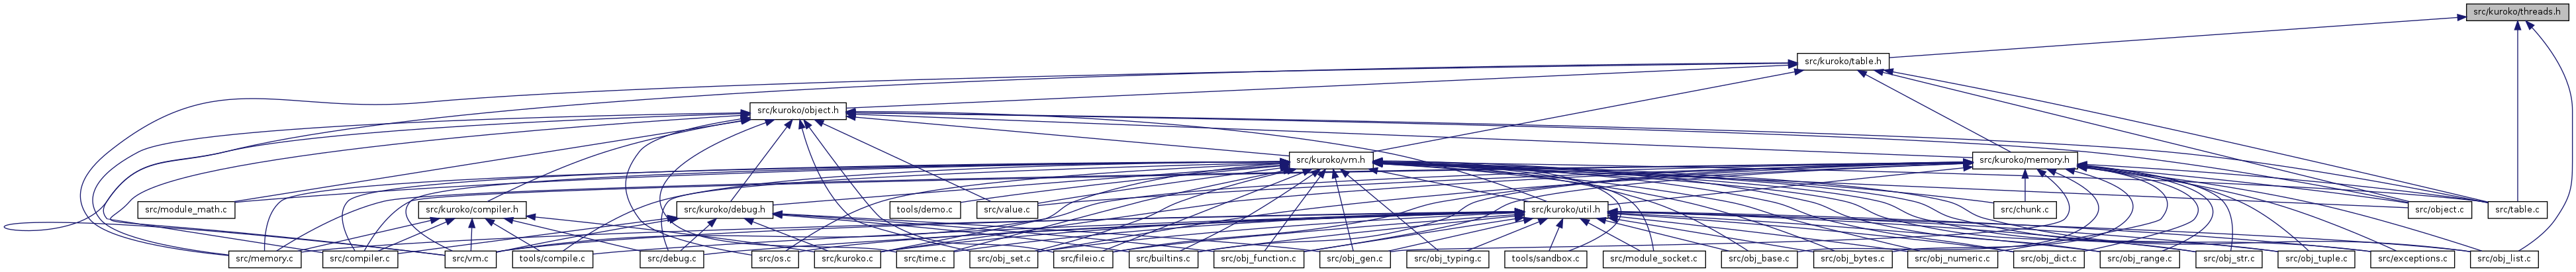 src/kuroko/threads.h
src/kuroko/table.h
src/kuroko/object.h
src/kuroko/vm.h
src/kuroko/memory.h
src/module_math.c
src/kuroko/compiler.h
src/kuroko/debug.h
tools/demo.c
src/value.c
src/kuroko/util.h
src/chunk.c
src/object.c
src/table.c
src/memory.c
src/compiler.c
src/vm.c
tools/compile.c
src/debug.c
src/os.c
src/kuroko.c
src/time.c
src/obj_set.c
src/fileio.c
src/builtins.c
src/obj_function.c
src/obj_gen.c
src/obj_typing.c
tools/sandbox.c
src/module_socket.c
src/obj_base.c
src/obj_bytes.c
src/obj_numeric.c
src/obj_dict.c
src/obj_range.c
src/obj_str.c
src/obj_tuple.c
src/exceptions.c
src/obj_list.c